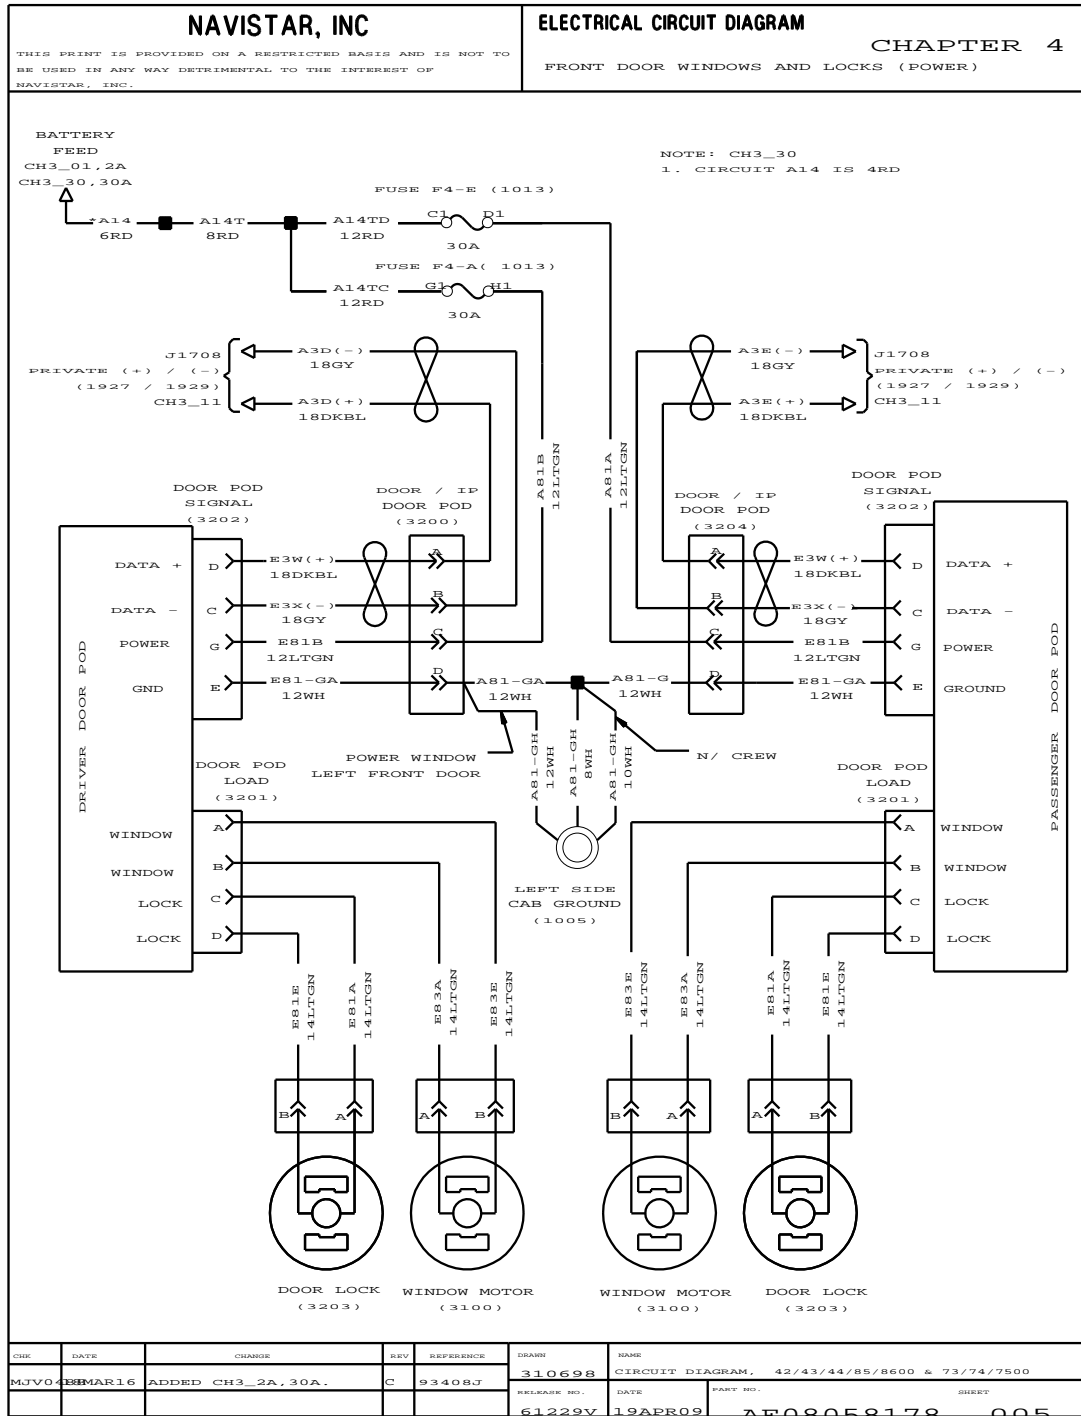 NAVISTAR, INC
THIS PRINT IS PROVIDED ON A RESTRICTED BASIS AND IS NOT TO
BE USED IN ANY WAY DETRIMENTAL TO THE INTEREST OF
NAVISTAR, INC.
ELECTRICAL CIRCUIT DIAGRAM
CHAPTER 4
FRONT DOOR WINDOWS AND LOCKS (POWER)
BATTERY
FEED
CH3_01,2A
CH3_30,30A
NOTE: CH3_30
1. CIRCUIT A14 IS 4RD
*A14
6RD
A14T
8RD
FUSE F4-E (1013)
A14TD
12RD
C1
D1
30A
FUSE F4-A( 1013)
A14TC
12RD
G1
H1
30A
J1708
PRIVATE (+) / (-)
(1927 / 1929)
CH3_11
A3D(-)
18GY
A3D(+)
18DKBL
A3E(-)
18GY
A3E(+)
18DKBL
J1708
PRIVATE (+) / (-)
(1927 / 1929)
CH3_11
A81B
12LTGN
A81A
12LTGN
DOOR POD
SIGNAL
(3202)
DOOR / IP
DOOR POD
(3200)
DOOR / IP
DOOR POD
(3204)
DOOR POD
SIGNAL
(3202)
DRIVER DOOR POD
DATA +
D
E3W(+)
18DKBL
A
DATA -
C
E3X(-)
18GY
B
POWER
G
E81B
12LTGN
C
GND
E
E81-GA
12WH
D
A81-GA
12WH
A81-G
12WH
A
E3W(+)
18DKBL
D
DATA +
B
E3X(-)
18GY
C
DATA -
C
E81B
12LTGN
G
POWER
D
E81-GA
12WH
E
GROUND
PASSENGER DOOR POD
POWER WINDOW
LEFT FRONT DOOR
N/ CREW
A81-GH
12WH
A81-GH
8WH
A81-GH
10WH
LEFT SIDE
CAB GROUND
(1005)
DOOR POD
LOAD
(3201)
WINDOW
A
WINDOW
B
LOCK
C
LOCK
D
DOOR POD
LOAD
(3201)
A
WINDOW
B
WINDOW
C
LOCK
D
LOCK
E81E
14LTGN
E81A
14LTGN
E83A
14LTGN
E83E
14LTGN
E83E
14LTGN
E83A
14LTGN
E81A
14LTGN
E81E
14LTGN
B
A
A
B
B
A
A
B
DOOR LOCK
(3203)
WINDOW MOTOR
(3100)
WINDOW MOTOR
(3100)
DOOR LOCK
(3203)
CHK
DATE
CHANGE
REV
REFERENCE
ADDED CH3_2A,30A.
C
93408J
DRAWN
310698
NAME
CIRCUIT DIAGRAM, 42/43/44/85/8600 & 73/74/7500
RELEASE NO.
61229V
DATE
19APR09
PART NO.
AE08058178
SHEET
005